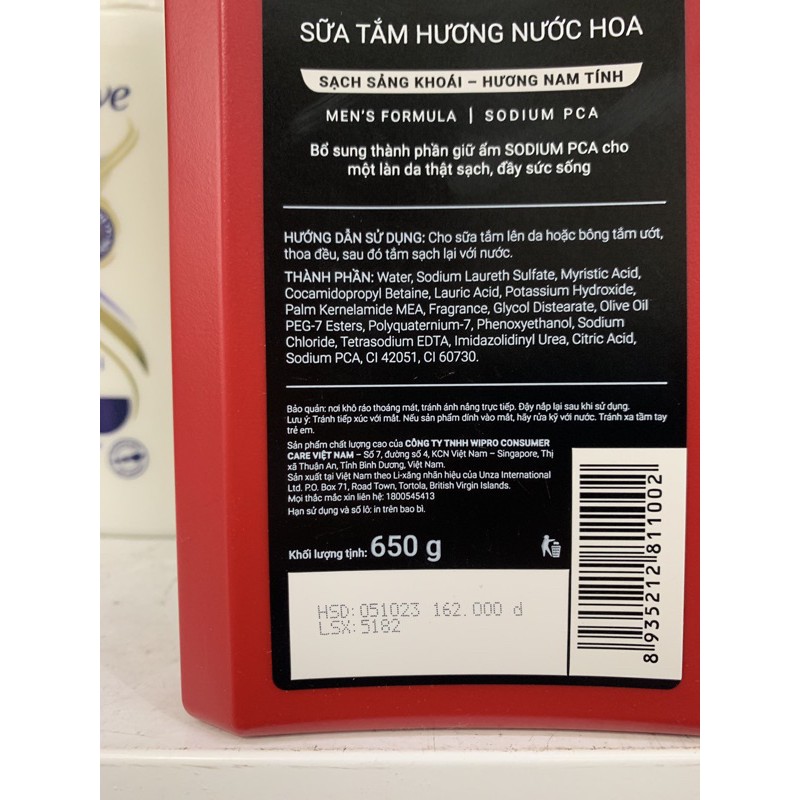 SỮA TẮM HƯƠNG NƯỚC HOA
SẠCH SẢNG KHOÁI – HƯƠNG NAM TÍNH
MEN'S FORMULA | SODIUM PCA
Bổ sung thành phần giữ ẩm SODIUM PCA cho
một làn da thật sạch, đầy sức sống
HƯỚNG DẪN SỬ DỤNG: Cho sữa tắm lên da hoặc bông tắm ướt,
thoa đều, sau đó tắm sạch lại với nước.
THÀNH PHẦN: Water, Sodium Laureth Sulfate, Myristic Acid,
Cocamidopropyl Betaine, Lauric Acid, Potassium Hydroxide,
Palm Kernelamide MEA, Fragrance, Glycol Distearate, Olive Oil
PEG-7 Esters, Polyquaternium-7, Phenoxyethanol, Sodium
Chloride, Tetrasodium EDTA, Imidazolidinyl Urea, Citric Acid,
Sodium PCA, CI 42051, CI 60730.
Bảo quản: nơi khô ráo thoáng mát, tránh ánh nắng trực tiếp. Đậy nắp lại sau khi sử dụng.
Lưu ý: Tránh tiếp xúc với mắt. Nếu sản phẩm dính vào mắt, hãy rửa kỹ với nước. Tránh xa tầm tay
trẻ em.
Sản phẩm chất lượng cao của CÔNG TY TNHH WIPRO CONSUMER
CARE VIỆT NAM – Số 7, đường số 4, KCN Việt Nam – Singapore, Thị
xã Thuận An, Tỉnh Bình Dương, Việt Nam.
Sản xuất tại Việt Nam theo Li-xăng nhãn hiệu của Unza International
Ltd. P.O. Box 71, Road Town, Tortola, British Virgin Islands.
Mọi thắc mắc xin liên hệ: 1800545413
Hạn sử dụng và số lô: in trên bao bì.
Khối lượng tịnh: 650 g
HSD: 051023 162.000 đ
LSX: 5182
8 935212 811002
ve